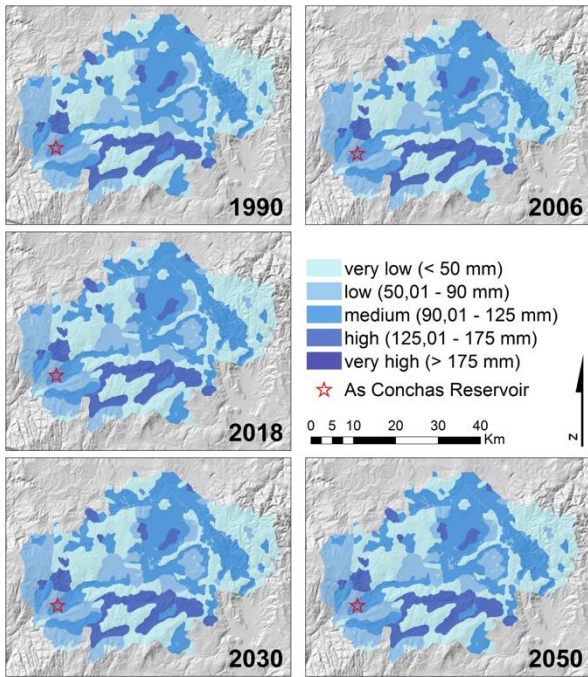 1990
2006
2018
very low (< 50 mm)
low (50,01 - 90 mm)
medium (90,01 - 125 mm)
high (125,01 - 175 mm)
very high (> 175 mm)
As Conchas Reservoir
0 5 10 20 30 40
Km
N
2030
2050